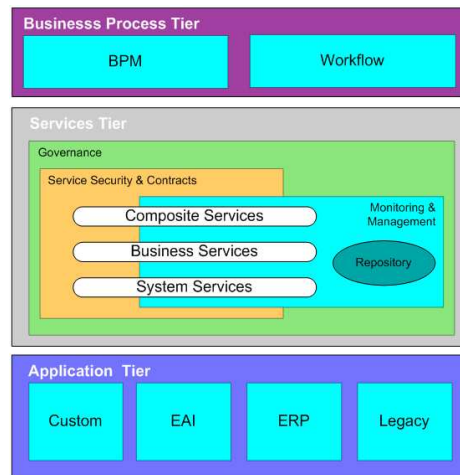 Businesss Process Tier
BPM
Workflow
Services Tier
Governance
Service Security & Contracts
Monitoring &
Management
Composite Services
Business Services
Repository
System Services
Application Tier
Custom
EAI
ERP
Legacy